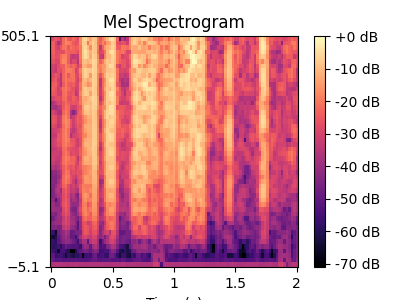 Mel Spectrogram
505.1
-5.1
0
0.5
1
1.5
2
+0 dB
-10 dB
-20 dB
-30 dB
-40 dB
-50 dB
-60 dB
-70 dB